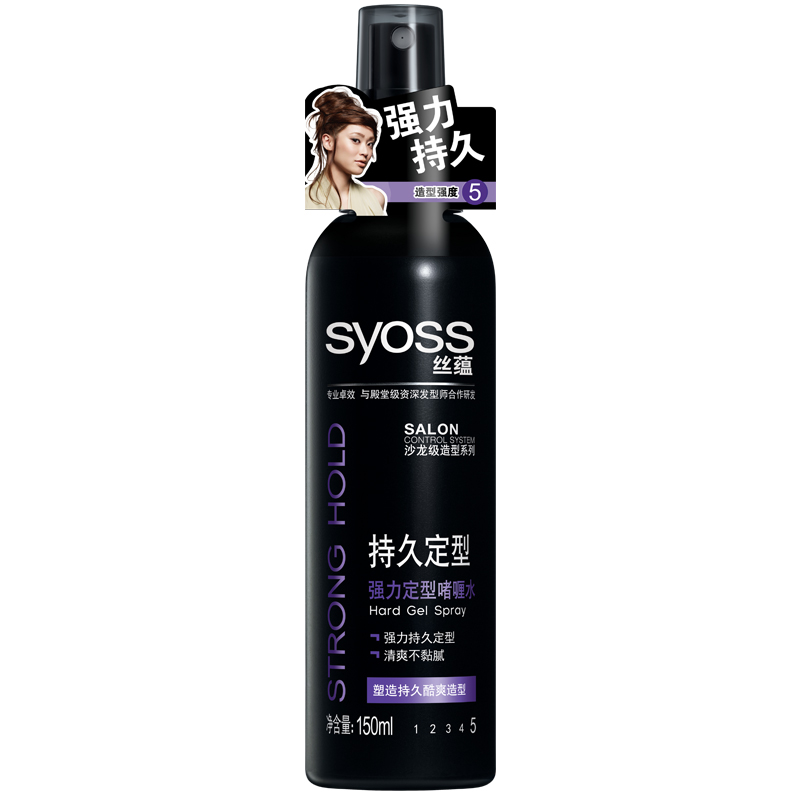 强力
持久
造型强度 5
syoss
丝蕴
专业卓效 与殿堂级资深发型师合作研发
SALON
CONTROL SYSTEM
沙龙级造型系列
STRONG HOLD
持久定型
强力定型啫喱水
Hard Gel Spray
强力持久定型
清爽不黏腻
塑造持久酷爽造型
净含量:150ml
1 2 3 4 5